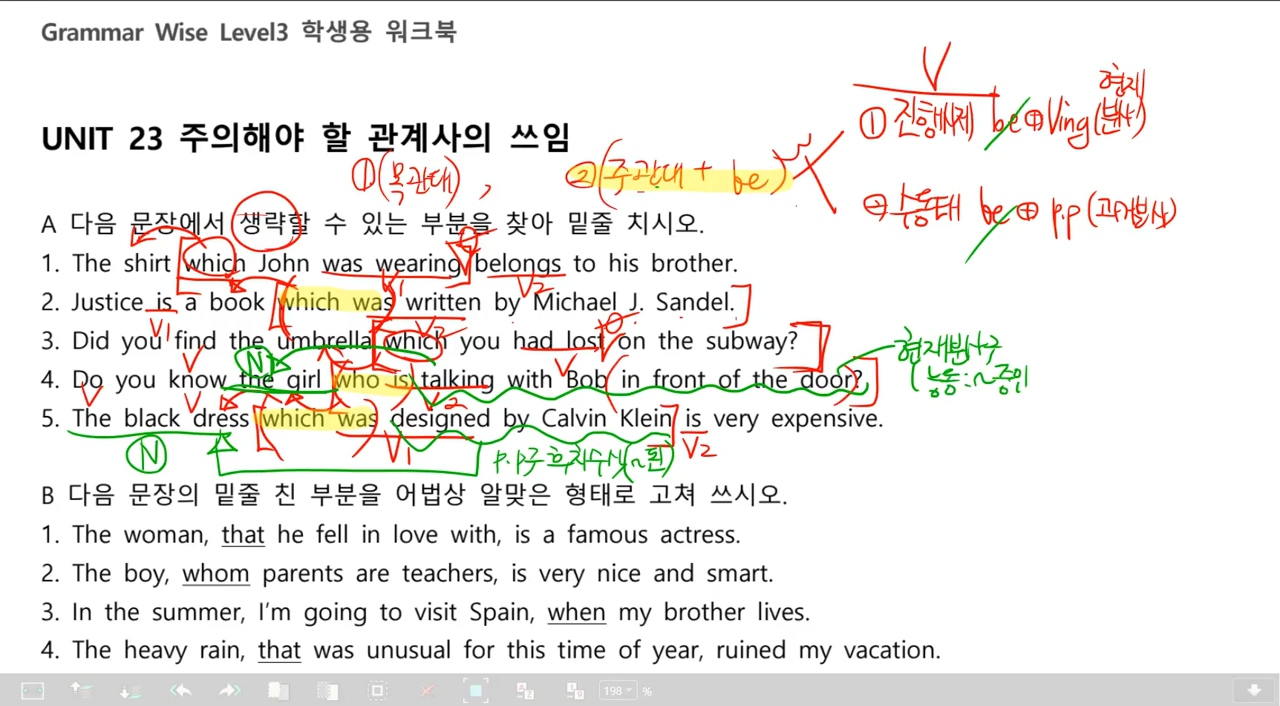 Grammar Wise Level3 학생용 워크북
V
① 진행시제 be⊕Ving(현재분사)
UNIT 23 주의해야 할 관계사의 쓰임
①(목관대), ②(주관대 + be)
② 수동태 be⊕ p.p(과거분사)
A 다음 문장에서 생략할 수 있는 부분을 찾아 밑줄 치시오.
1. The shirt which John was wearing belongs to his brother.
V1 V2
2. Justice is a book which was written by Michael J. Sandel.
V1 V2
3. Did you find the umbrella which you had lost on the subway?
V N V
현재분사구
4. Do you know the girl who is talking with Bob (in front of the door)?
(능동:~중인
V V V2
5. The black dress which was designed by Calvin Klein is very expensive.
N V1 p.p구 후치수식(~된) V2
B 다음 문장의 밑줄 친 부분을 어법상 알맞은 형태로 고쳐 쓰시오.
1. The woman, that he fell in love with, is a famous actress.
2. The boy, whom parents are teachers, is very nice and smart.
3. In the summer, I’m going to visit Spain, when my brother lives.
4. The heavy rain, that was unusual for this time of year, ruined my vacation.
198 %